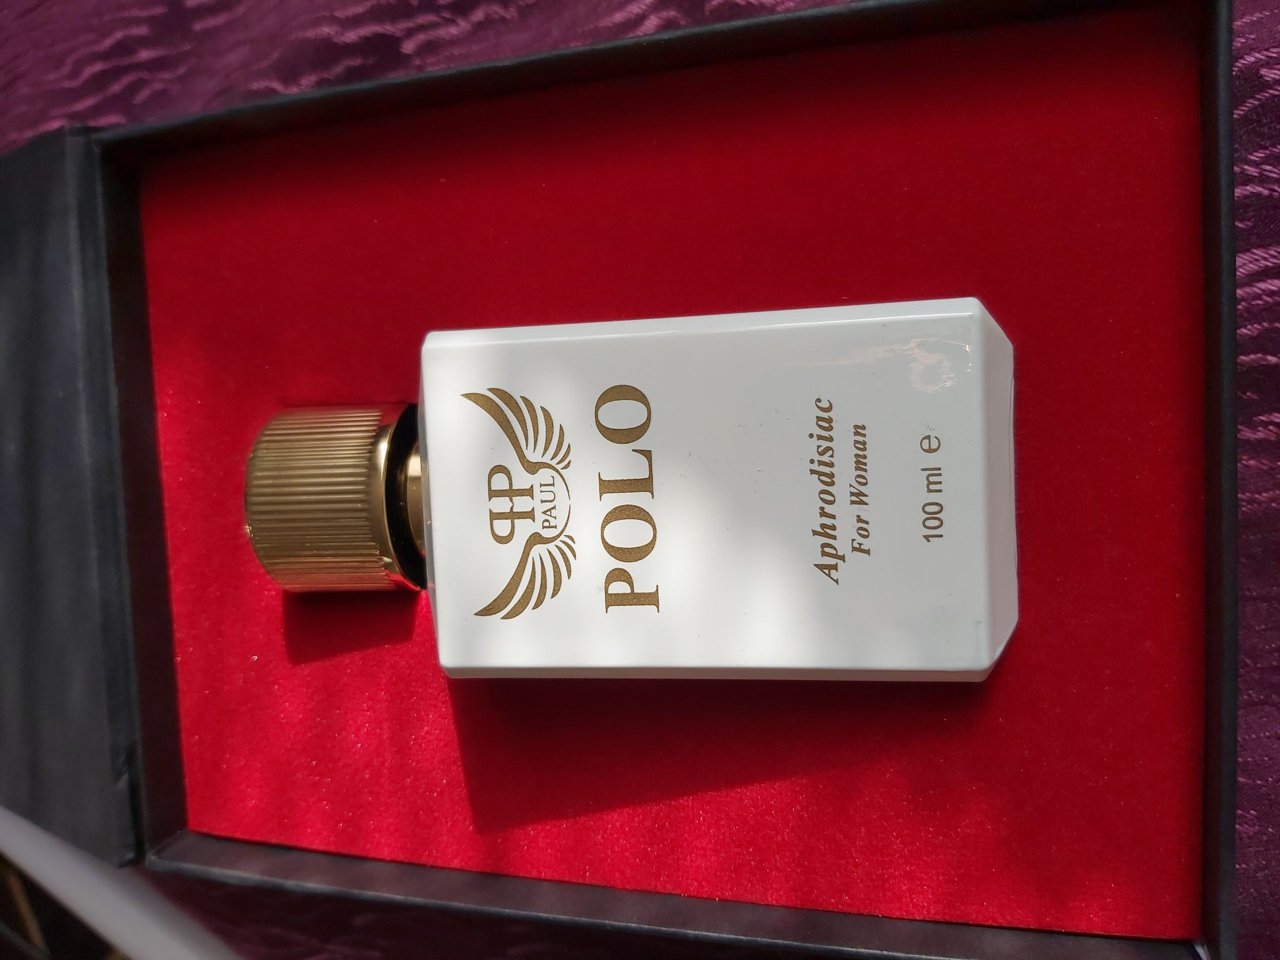 PP
PAUL
POLO
Aphrodisiac
For Woman
100 ml e